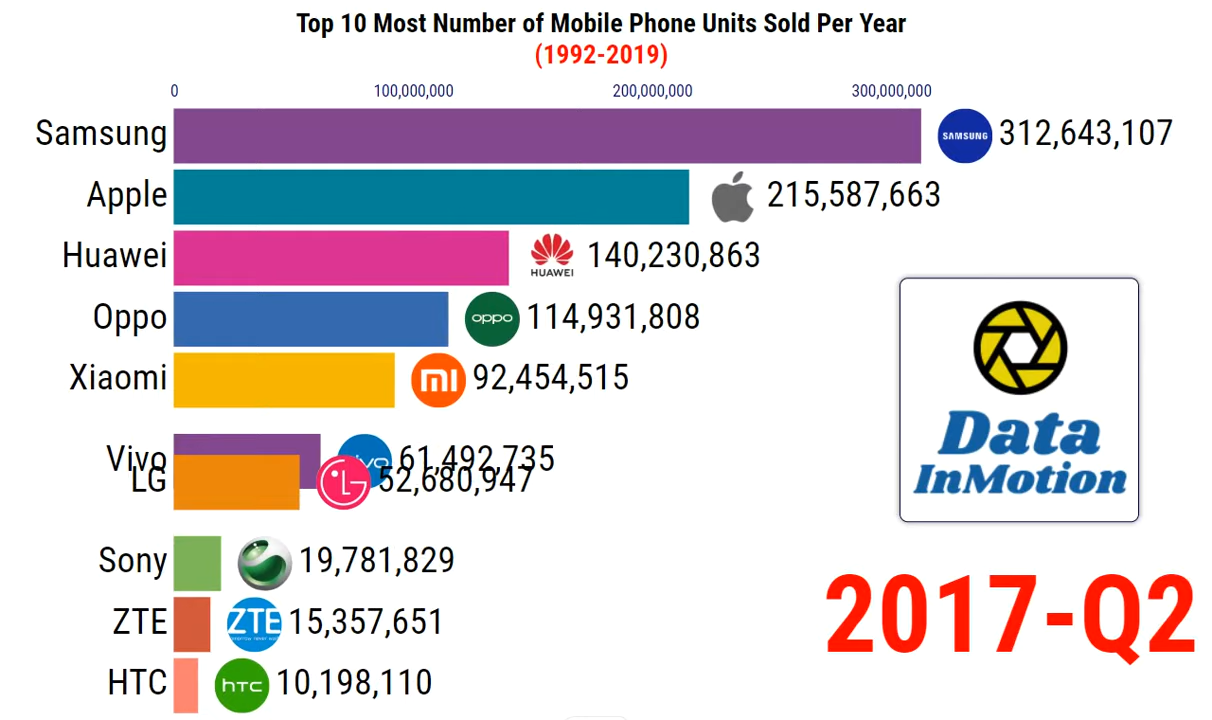 Top 10 Most Number of Mobile Phone Units Sold Per Year
(1992-2019)
0 100,000,000 200,000,000 300,000,000
Samsung SAMSUNG 312,643,107
Apple 215,587,663
Huawei HUAWEI 140,230,863
Oppo oppo 114,931,808
Xiaomi mi 92,454,515
Vivo vivo 61,492,735
LG LG 52,680,947
Sony 19,781,829
ZTE ZTE 15,357,651
HTC hTC 10,198,110
Data
InMotion
2017-Q2